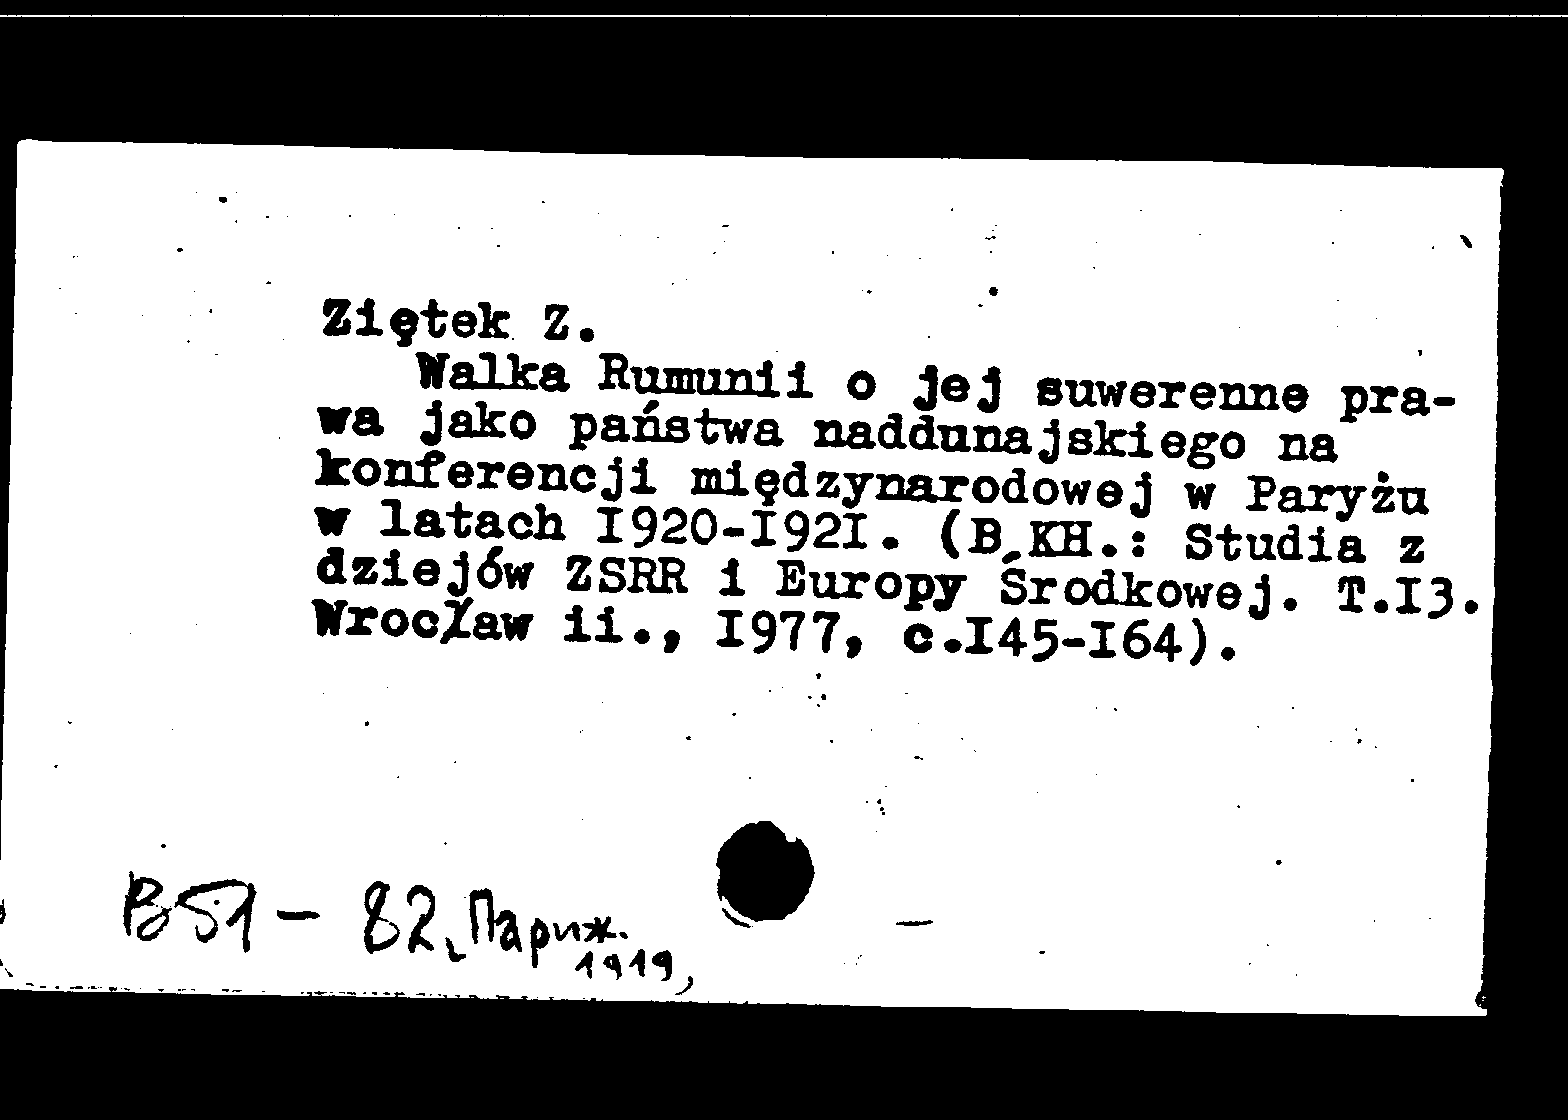 Ziętek Z.
Walka Rumunii o jej suwerenne pra-
wa jako państwa naddunajskiego na
konferencji międzynarodowej w Paryżu
w latach I920-I92I. (В КН.: Studia z
dziejów ZSRR i Europy Środkowej. T.I3.
Wrocław ii., I977, c.I45-I64).
B51 - 82, Париж.
1919,